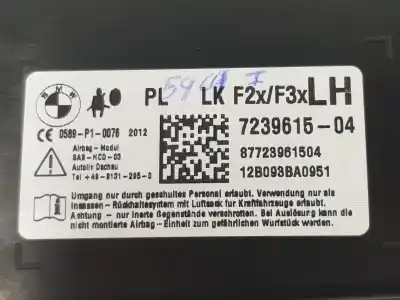 BMW
PL LK F2x/F3x LH
CE 0589-P1-0076 2012
7239615-04
Airbag-Modul
SAB-HCO-03
Autoliv Dachau
Tel +49-8131-295-0
87723961504
12B093BA0951
Umgang nur durch geschultes Personal erlaubt. Verwendung nur als
Insassen-Rückhaltesystem mit Luftsack für Kraftfahrzeuge erlaubt.
Achtung - nur inerte Gegenstände verschrotten. Bei Auslösung kann die
nicht montierte Airbag-Einheit zum gefährlichen Wurfstück werden.